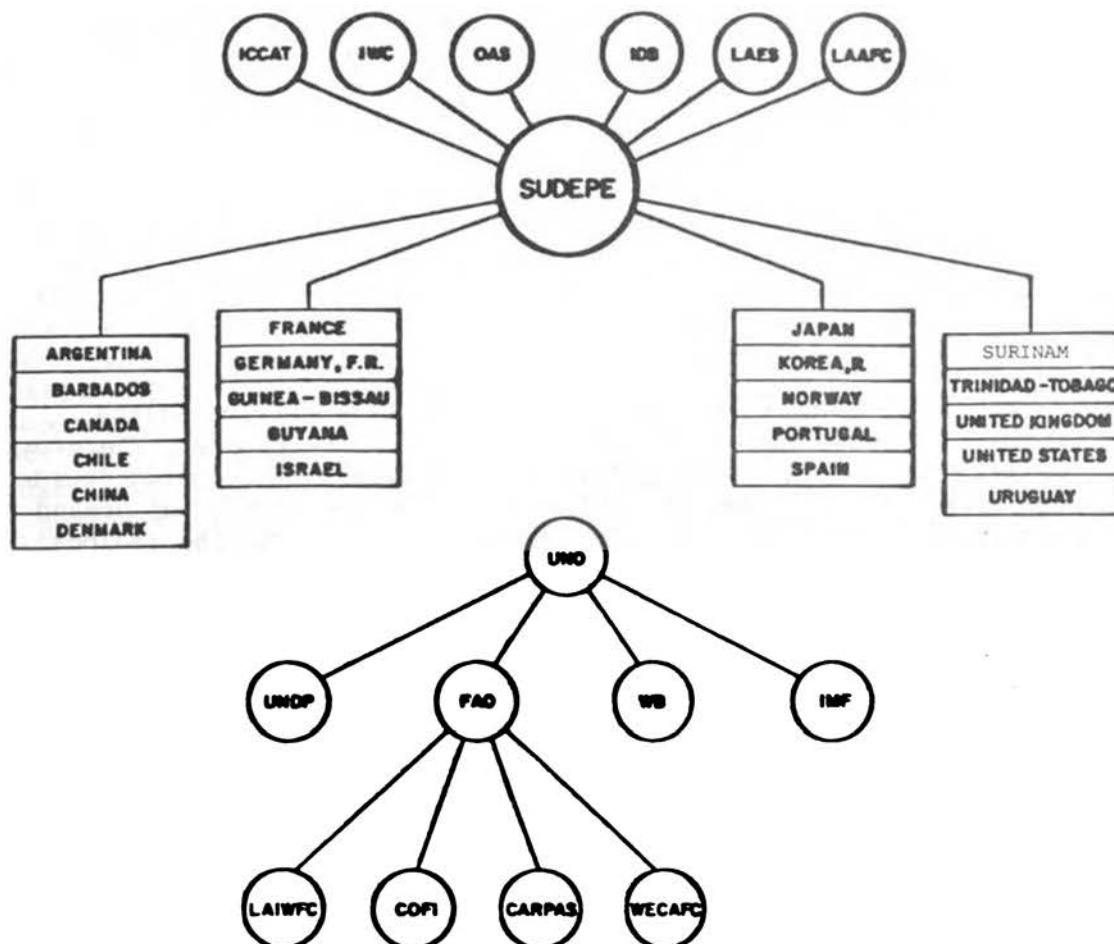 ICCAT IWC OAS IDB LAES LAAFC
SUDEPE
ARGENTINA
BARBADOS
CANADA
CHILE
CHINA
DENMARK
FRANCE
GERMANY, F.R.
GUINEA-BISSAU
GUYANA
ISRAEL
JAPAN
KOREA, R.
NORWAY
PORTUGAL
SPAIN
SURINAM
TRINIDAD-TOBAGO
UNITED KINGDOM
UNITED STATES
URUGUAY
UNO
UNDP FAO WB IMF
LAIWFC COFI CARPAS WECAFC